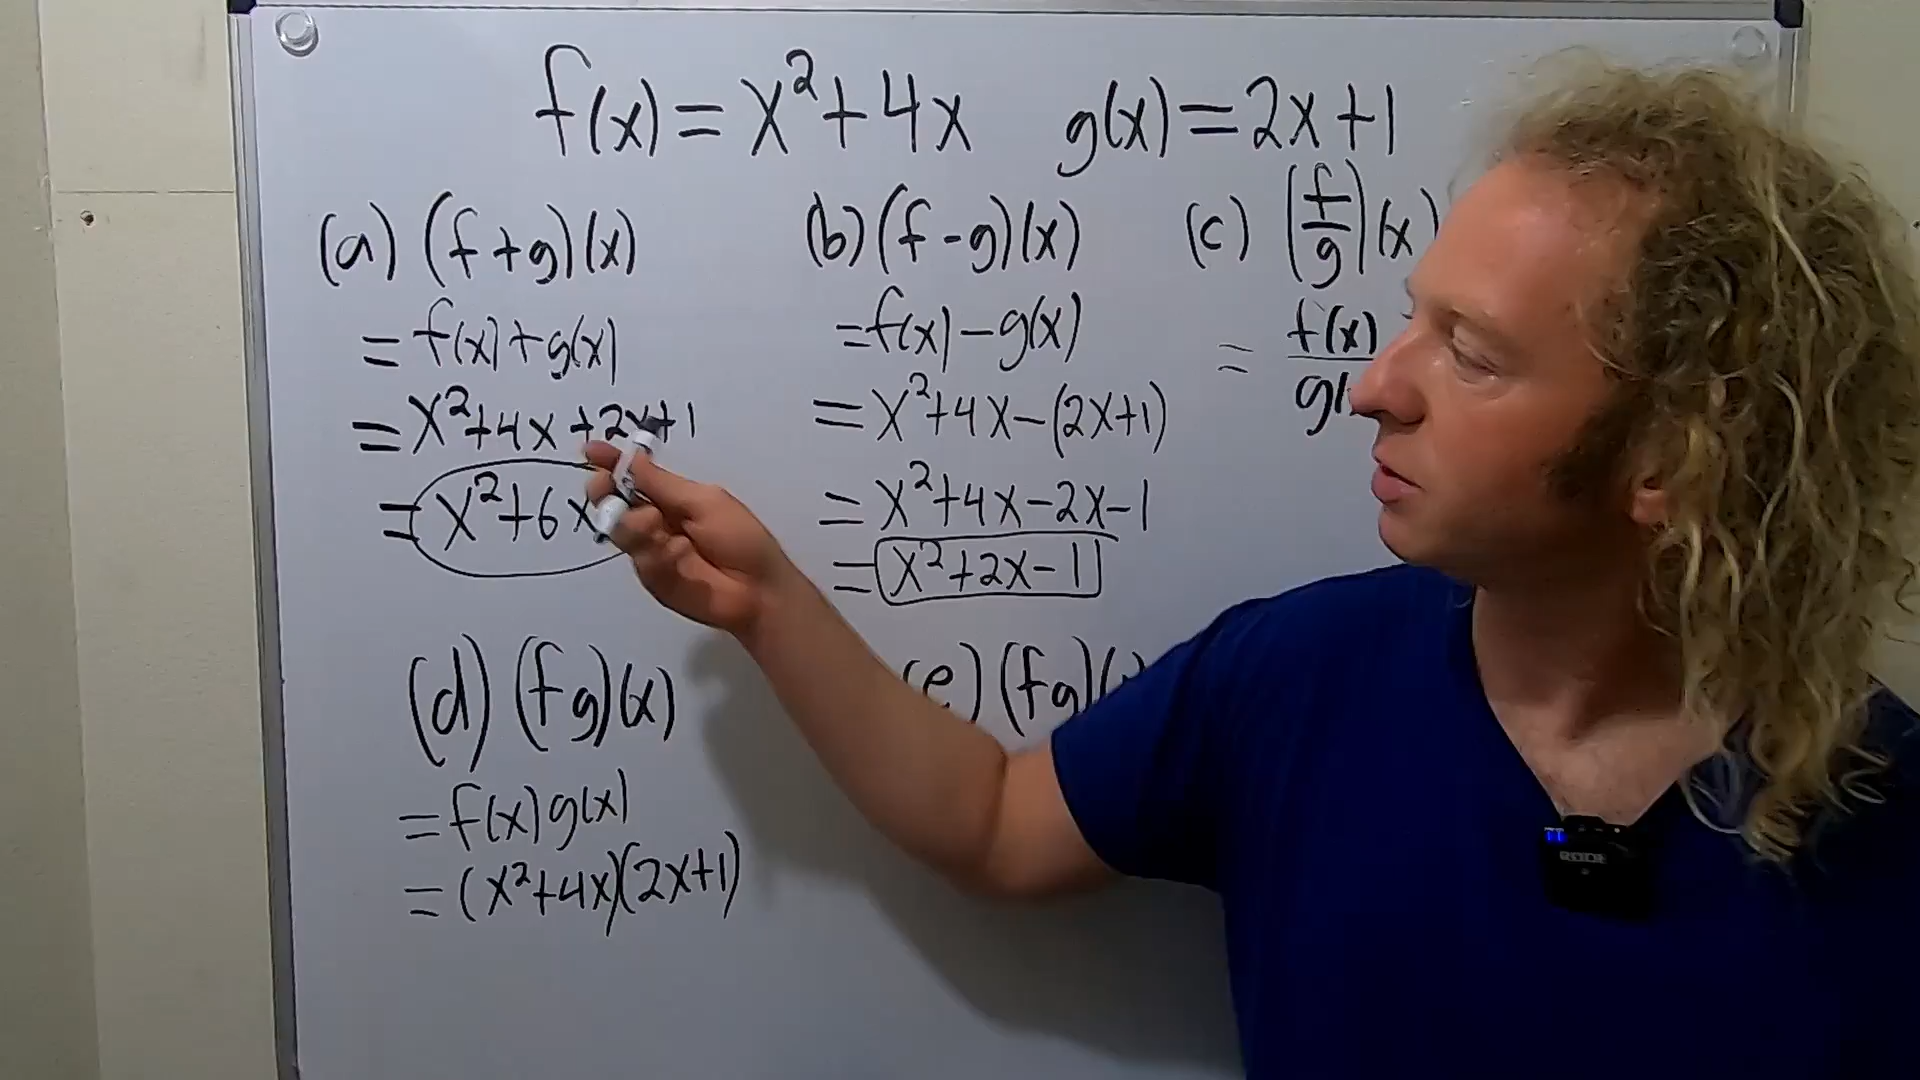 f(x) = x²+4x g(x) = 2x+1
(a) (f+g)(x)
= f(x)+g(x)
= x²+4x+2x+1
= x²+6x
(b) (f-g)(x)
= f(x)-g(x)
= x²+4x-(2x+1)
= x²+4x-2x-1
= x²+2x-1
(c) (f/g)(x)
= f(x)/g(
(d) (fg)(x)
= f(x)g(x)
= (x²+4x)(2x+1)
(e) (fg)(